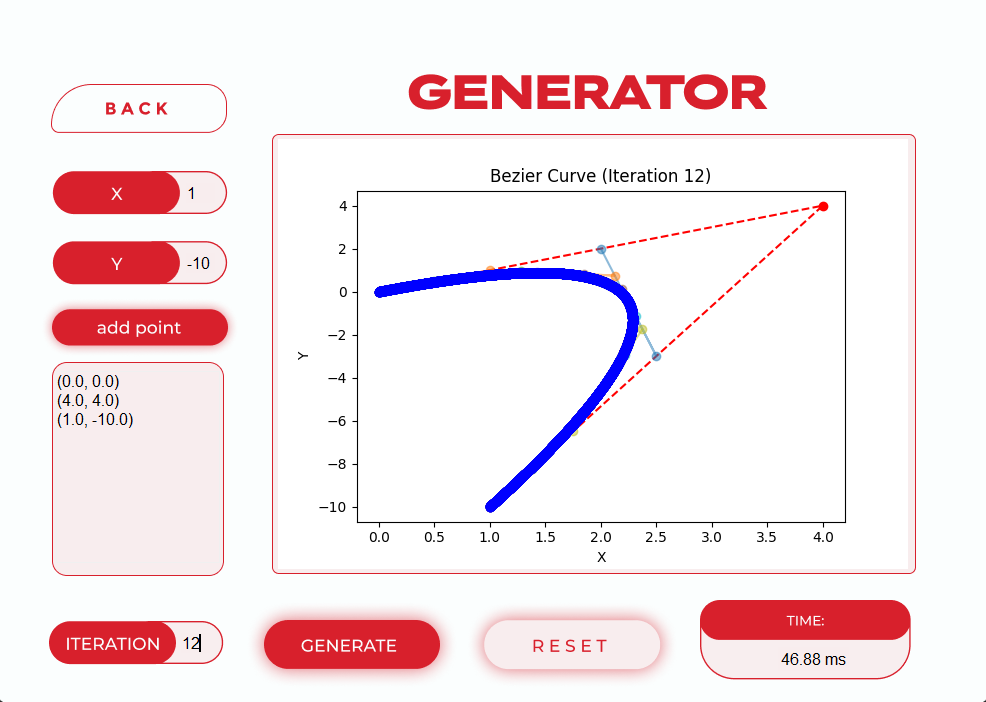 GENERATOR
BACK
X 1
Y -10
add point
(0.0, 0.0)
(4.0, 4.0)
(1.0, -10.0)
Bezier Curve (Iteration 12)
4
2
0
−2
−4
−6
−8
−10
Y
0.0 0.5 1.0 1.5 2.0 2.5 3.0 3.5 4.0
X
ITERATION 12
GENERATE
RESET
TIME:
46.88 ms